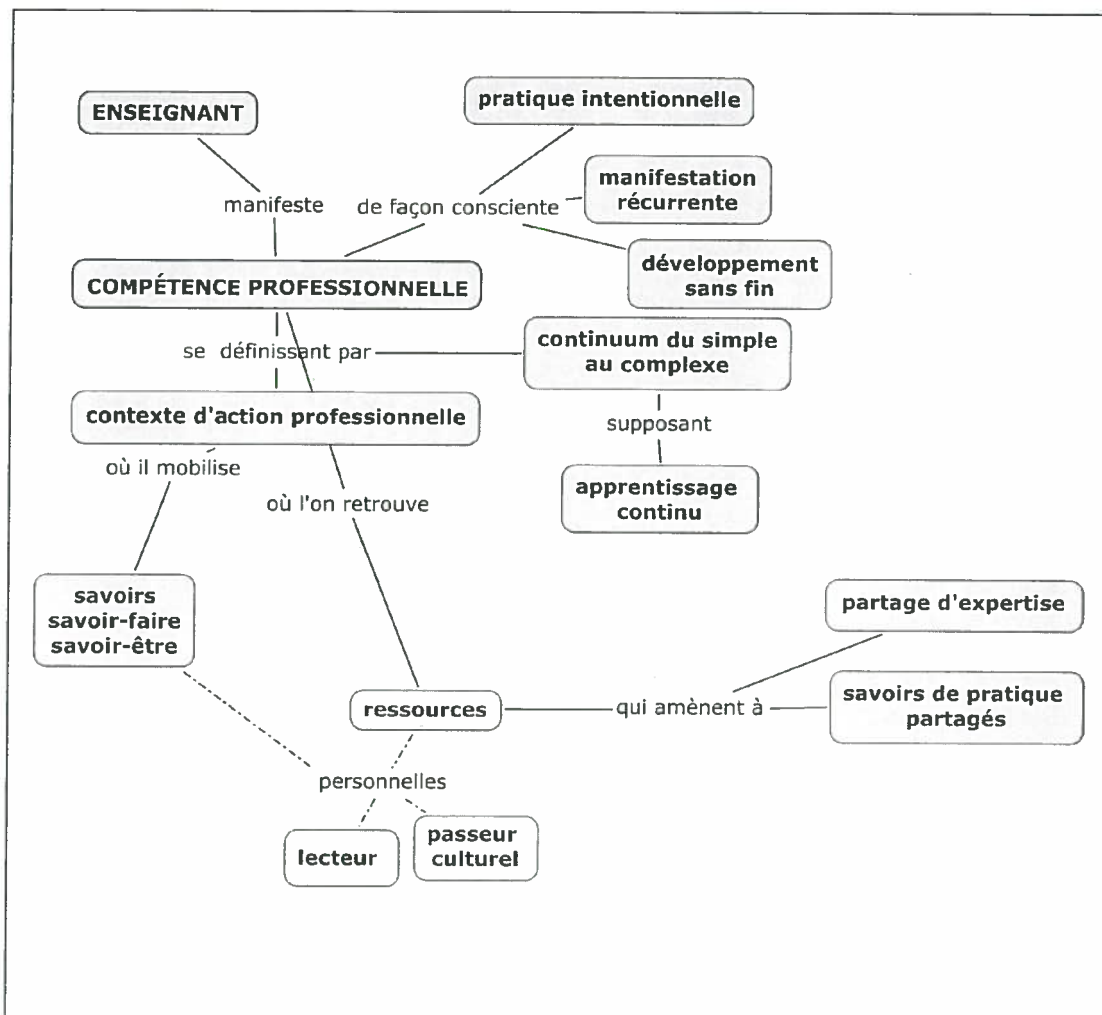 pratique intentionnelle
ENSEIGNANT
manifestation
récurrente
manifeste
de façon consciente
développement
sans fin
COMPÉTENCE PROFESSIONNELLE
continuum du simple
au complexe
se définissant par
contexte d'action professionnelle
supposant
où il mobilise
apprentissage
continu
où l'on retrouve
savoirs
savoir-faire
savoir-être
partage d'expertise
ressources
qui amènent à
savoirs de pratique
partagés
personnelles
lecteur
passeur
culturel